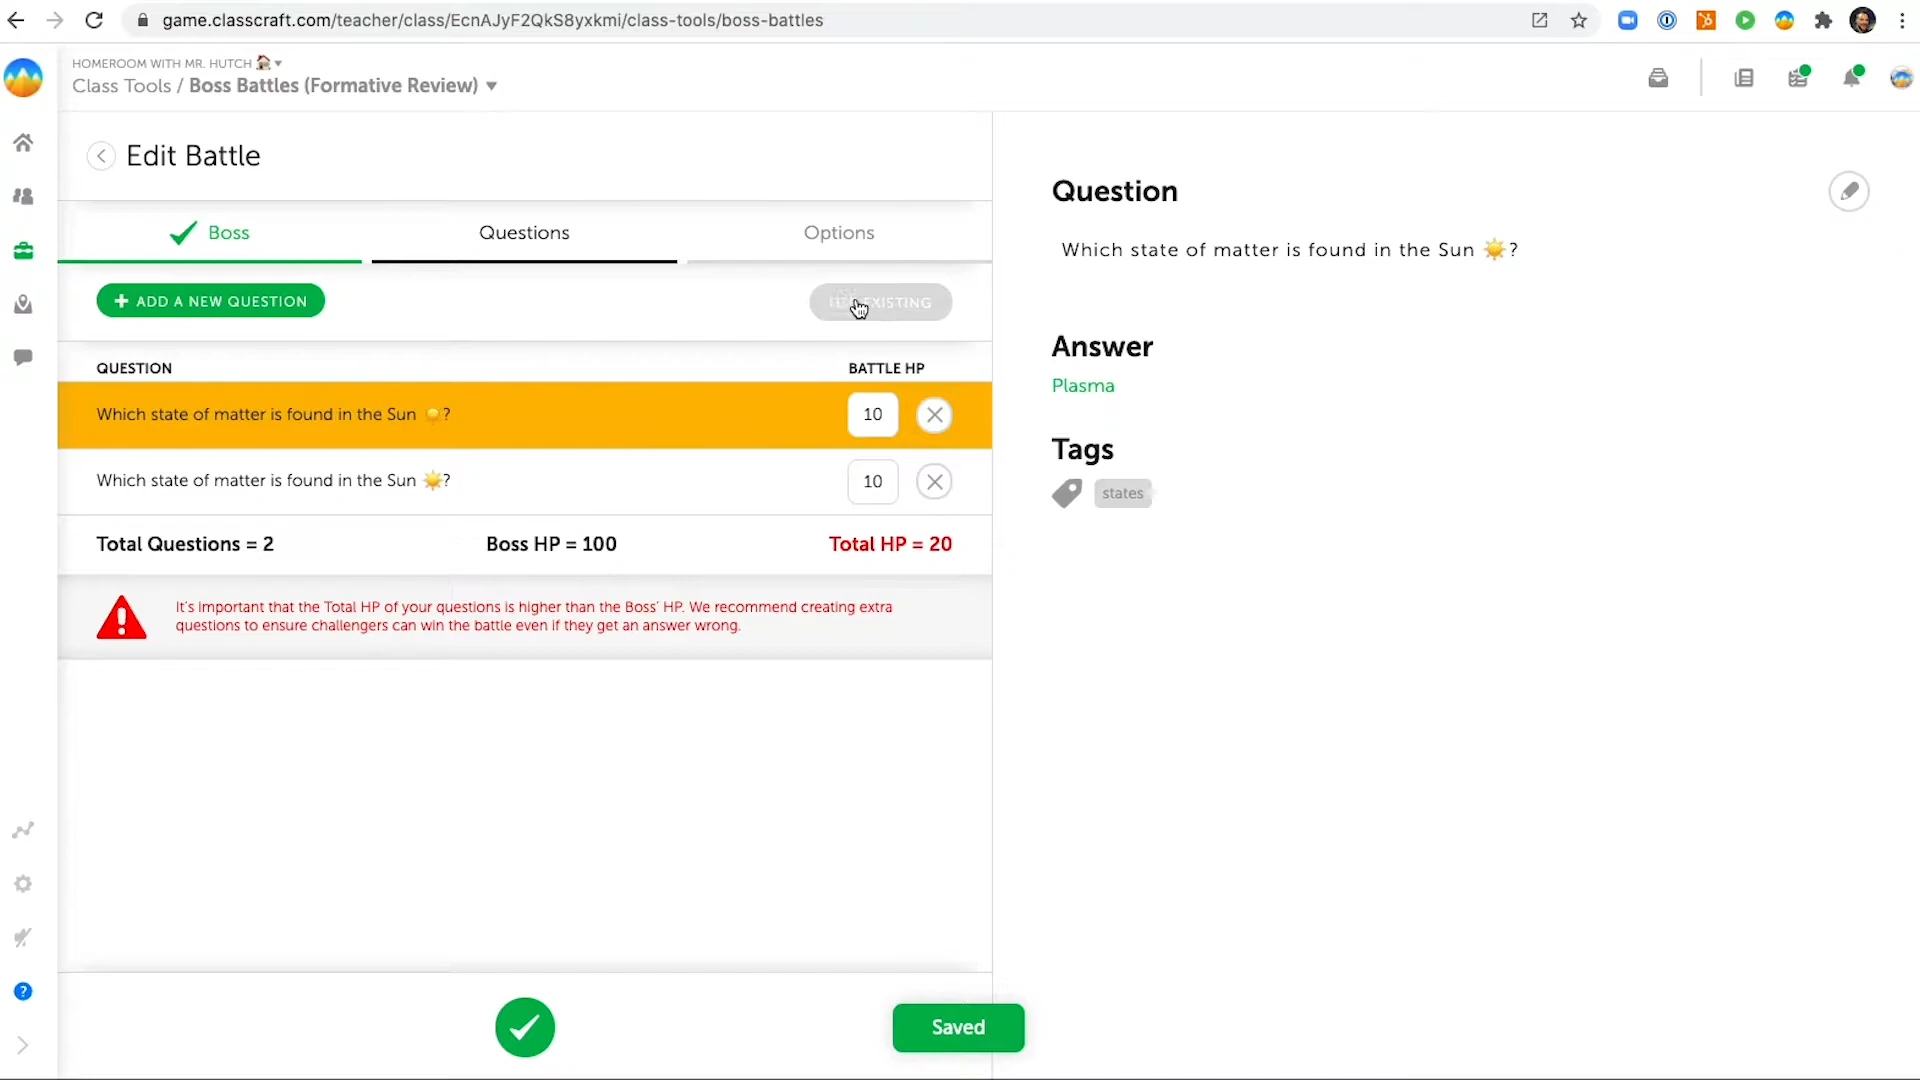 game.classcraft.com/teacher/class/EcnAJyF2QkS8yxkmi/class-tools/boss-battles
HOMEROOM WITH MR. HUTCH 🏠
Class Tools / Boss Battles (Formative Review)
Edit Battle
Boss
Questions
Options
+ ADD A NEW QUESTION
EXISTING
QUESTION
BATTLE HP
Which state of matter is found in the Sun ☀️?
10
Which state of matter is found in the Sun ☀️?
10
Total Questions = 2
Boss HP = 100
Total HP = 20
It's important that the Total HP of your questions is higher than the Boss' HP. We recommend creating extra
questions to ensure challengers can win the battle even if they get an answer wrong.
Saved
Question
Which state of matter is found in the Sun ☀️?
Answer
Plasma
Tags
states